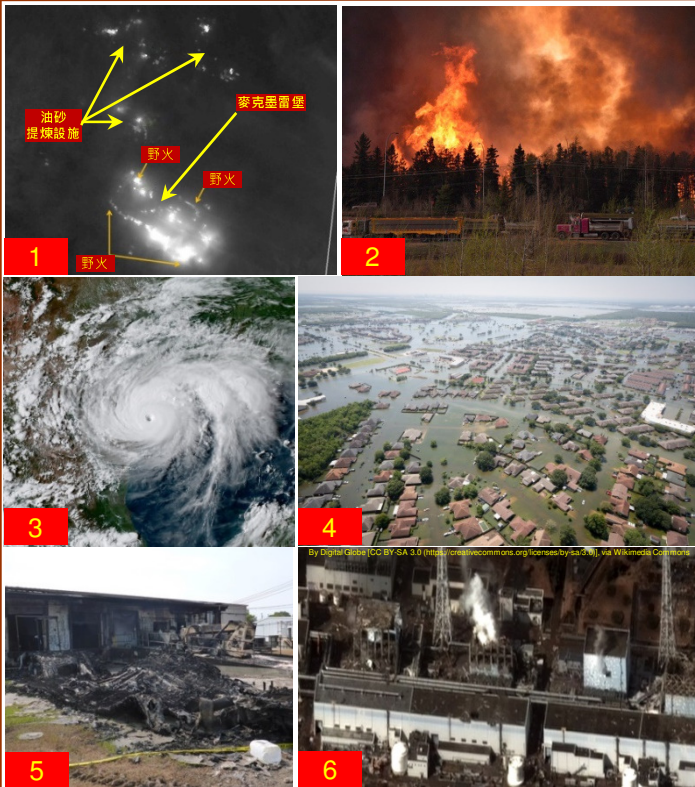 油砂
提煉設施
麥克墨雷堡
野火
野火
野火
1
2
3
4
By Digital Globe [CC BY-SA 3.0 (https://creativecommons.org/licenses/by-sa/3.0)], via Wikimedia Commons
5
6